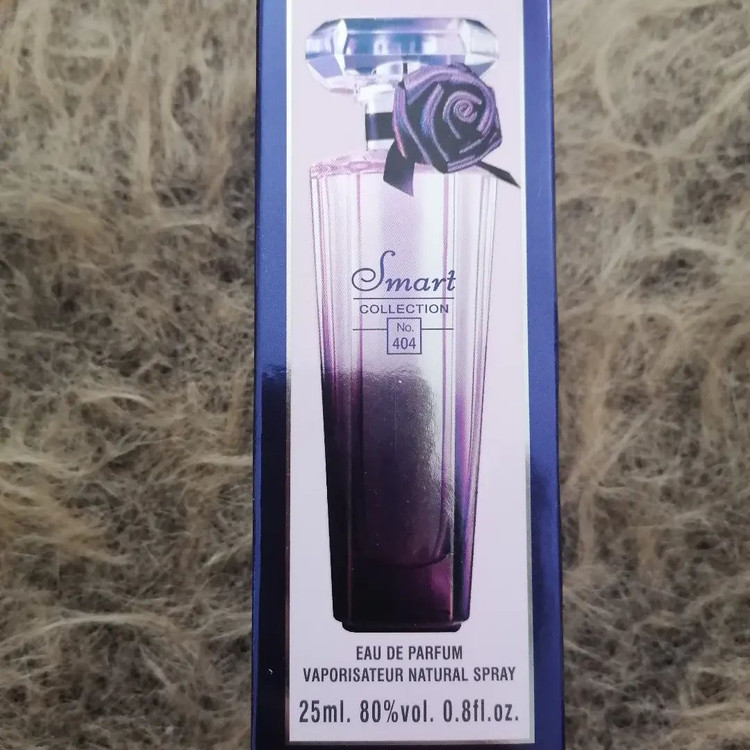 Smart
COLLECTION
No.
404
EAU DE PARFUM
VAPORISATEUR NATURAL SPRAY
25ml. 80%vol. 0.8fl.oz.